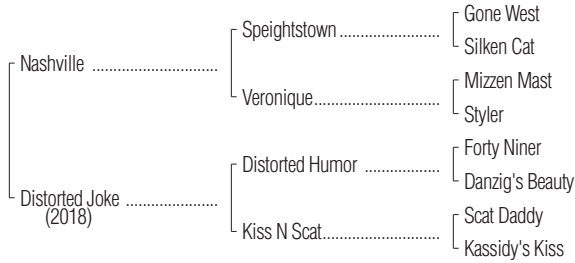 Gone West
Speightstown
Silken Cat
Nashville
Mizzen Mast
Veronique
Styler
Forty Niner
Distorted Humor
Danzig's Beauty
Distorted Joke
(2018)
Scat Daddy
Kiss N Scat
Kassidy's Kiss